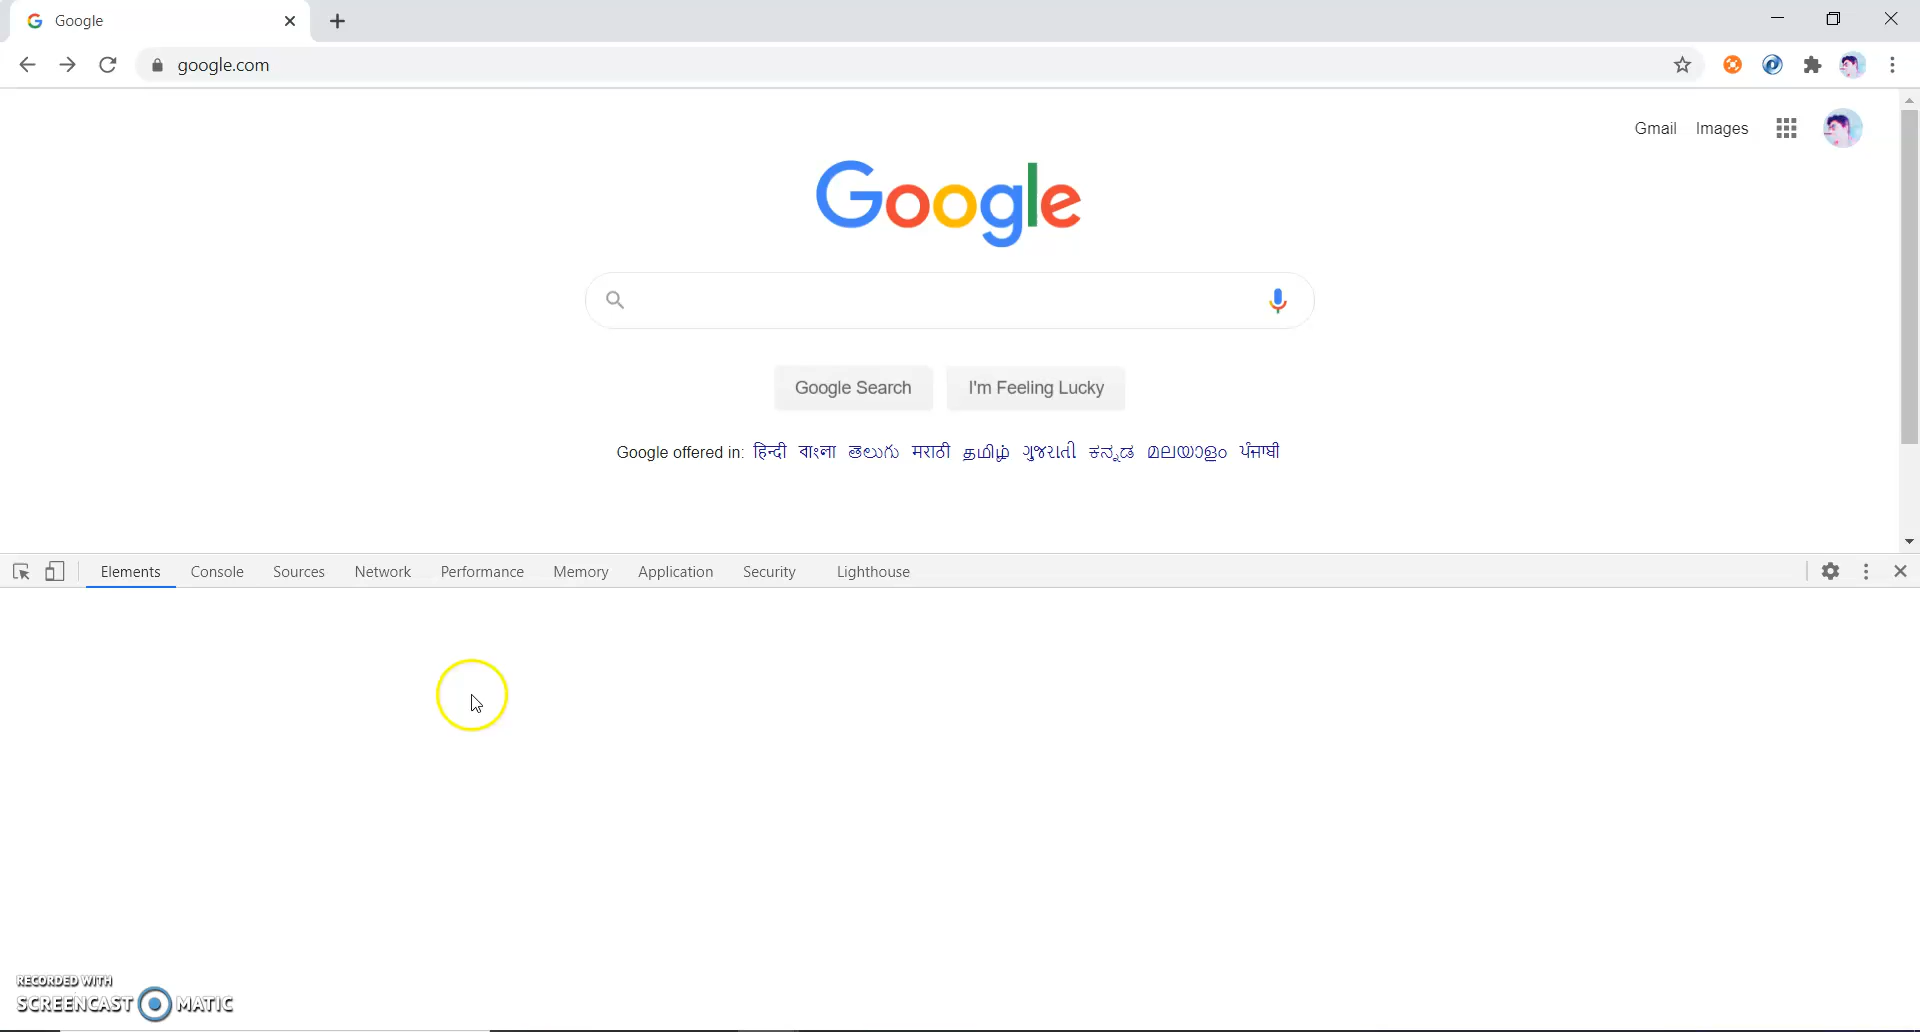 Google
google.com
Gmail Images
Google
Google Search I'm Feeling Lucky
Google offered in: हिन्दी বাংলা తెలుగు मराठी தமிழ் ગુજરાતી ಕನ್ನಡ മലയാളം ਪੰਜਾਬੀ
Elements Console Sources Network Performance Memory Application Security Lighthouse
RECORDED WITH
SCREENCAST MATIC